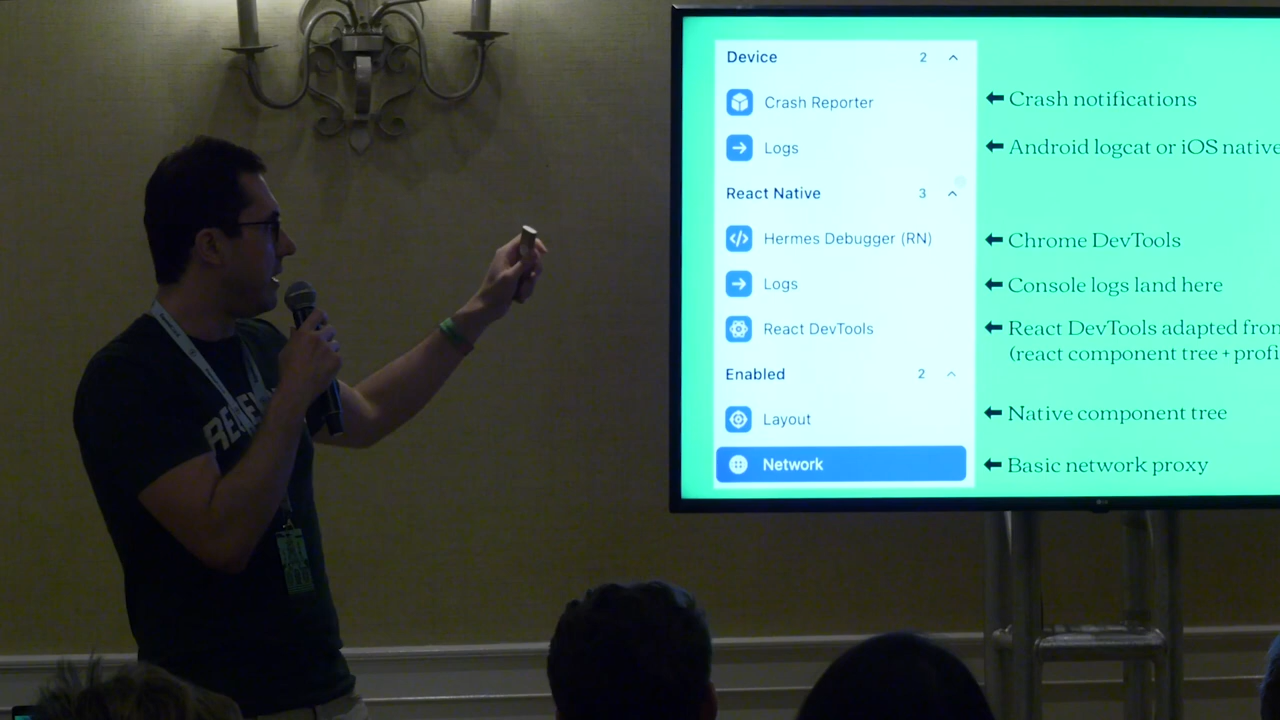 Device 2
Crash Reporter
Crash notifications
Logs
Android logcat or iOS native
React Native 3
Hermes Debugger (RN)
Chrome DevTools
Logs
Console logs land here
React DevTools
React DevTools adapted
(react component tree +
Enabled 2
Layout
Native component tree
Network
Basic network proxy
LG